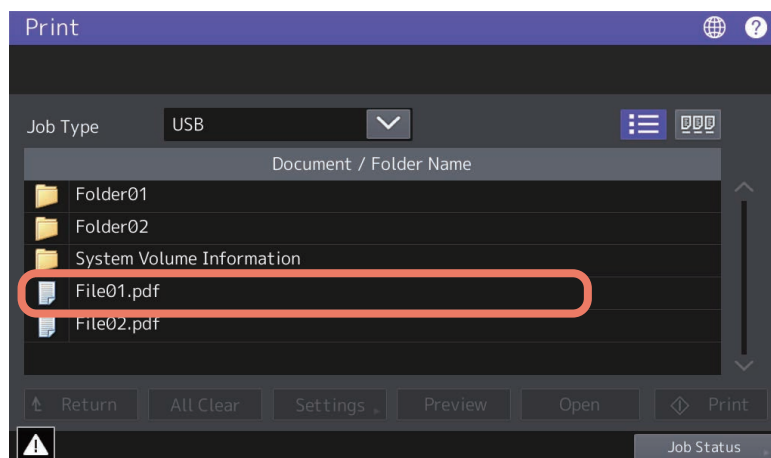 Print
Job Type USB
Document / Folder Name
Folder01
Folder02
System Volume Information
File01.pdf
File02.pdf
Return All Clear Settings Preview Open Print
Job Status